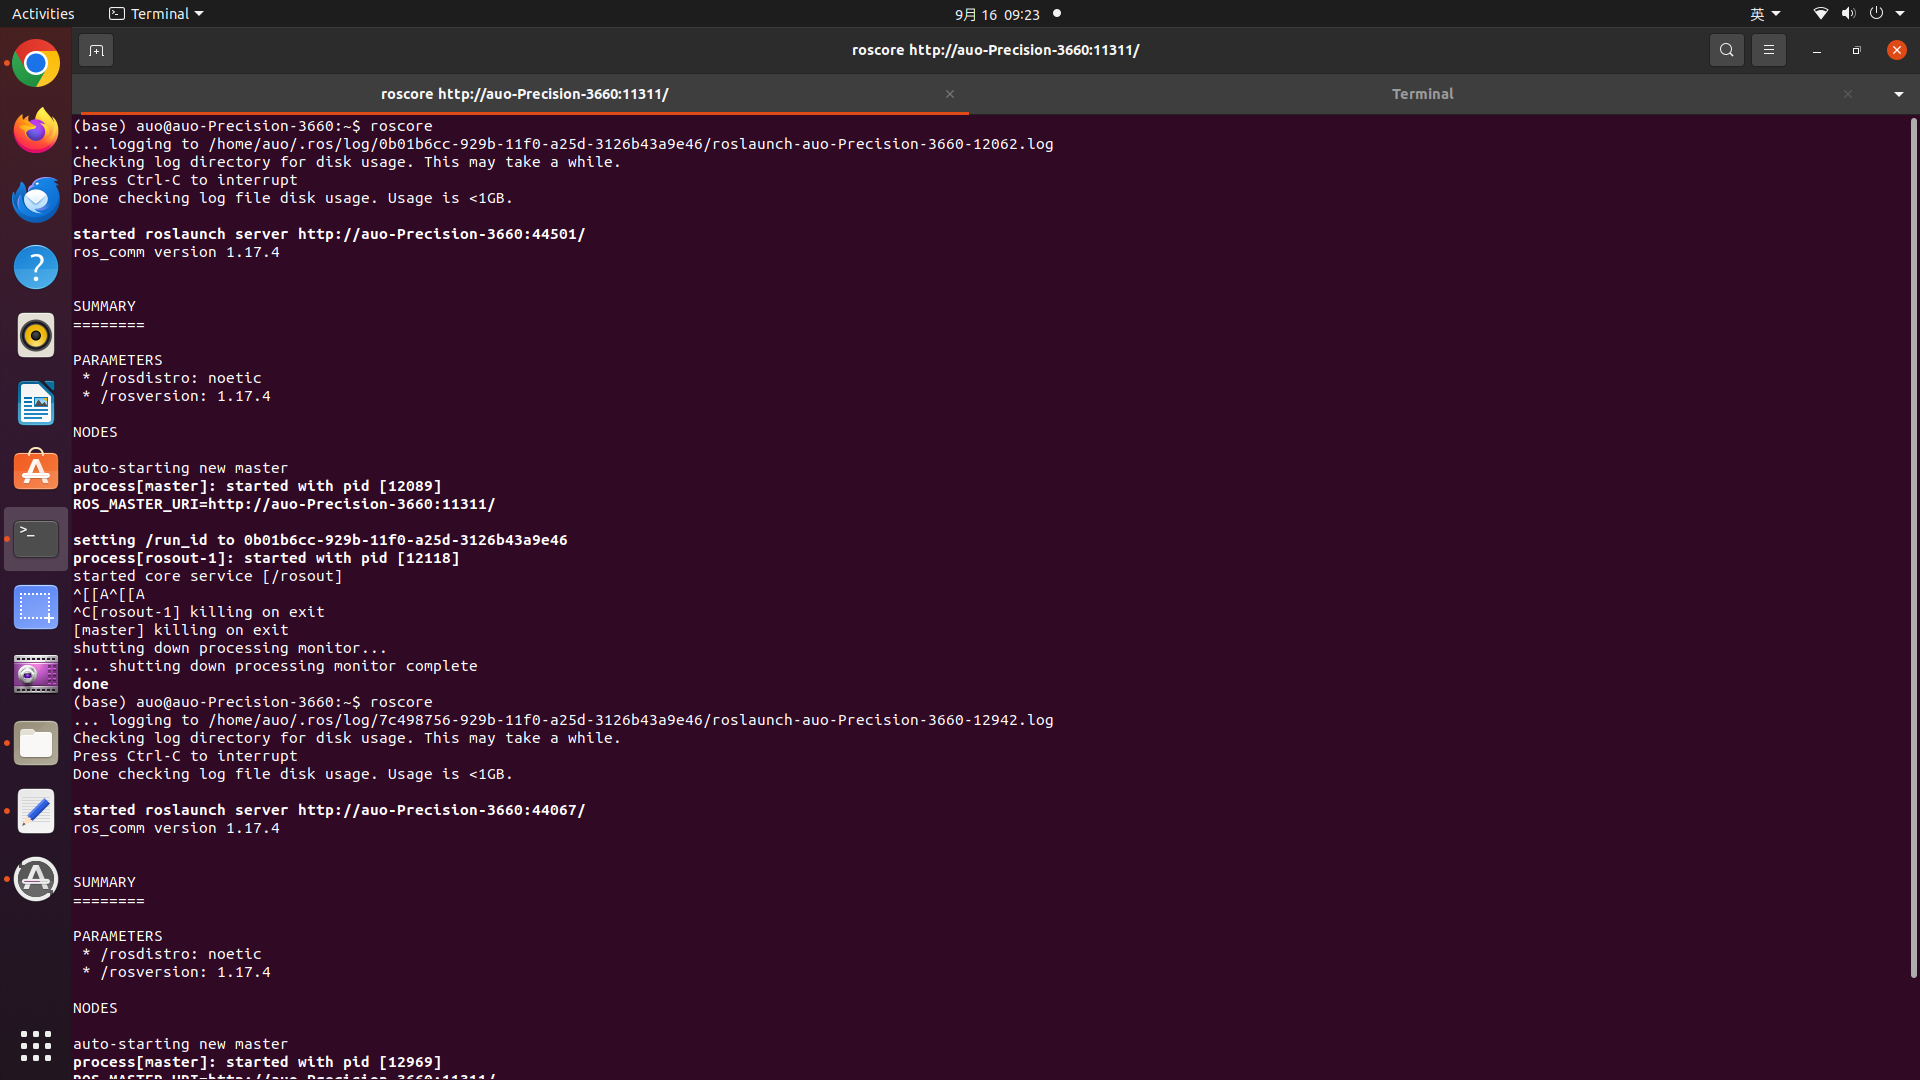 Activities
Terminal
9月 16 09:23
英
roscore http://auo-Precision-3660:11311/
roscore http://auo-Precision-3660:11311/
Terminal
(base) auo@auo-Precision-3660:~$ roscore
... logging to /home/auo/.ros/log/0b01b6cc-929b-11f0-a25d-3126b43a9e46/roslaunch-auo-Precision-3660-12062.log
Checking log directory for disk usage. This may take a while.
Press Ctrl-C to interrupt
Done checking log file disk usage. Usage is <1GB.
started roslaunch server http://auo-Precision-3660:44501/
ros_comm version 1.17.4
SUMMARY
========
PARAMETERS
 * /rosdistro: noetic
 * /rosversion: 1.17.4
NODES
auto-starting new master
process[master]: started with pid [12089]
ROS_MASTER_URI=http://auo-Precision-3660:11311/
setting /run_id to 0b01b6cc-929b-11f0-a25d-3126b43a9e46
process[rosout-1]: started with pid [12118]
started core service [/rosout]
^[[A^[[A
^C[rosout-1] killing on exit
[master] killing on exit
shutting down processing monitor...
... shutting down processing monitor complete
done
(base) auo@auo-Precision-3660:~$ roscore
... logging to /home/auo/.ros/log/7c498756-929b-11f0-a25d-3126b43a9e46/roslaunch-auo-Precision-3660-12942.log
Checking log directory for disk usage. This may take a while.
Press Ctrl-C to interrupt
Done checking log file disk usage. Usage is <1GB.
started roslaunch server http://auo-Precision-3660:44067/
ros_comm version 1.17.4
SUMMARY
========
PARAMETERS
 * /rosdistro: noetic
 * /rosversion: 1.17.4
NODES
auto-starting new master
process[master]: started with pid [12969]
ROS_MASTER_URI=http://auo-Precision-3660:11311/